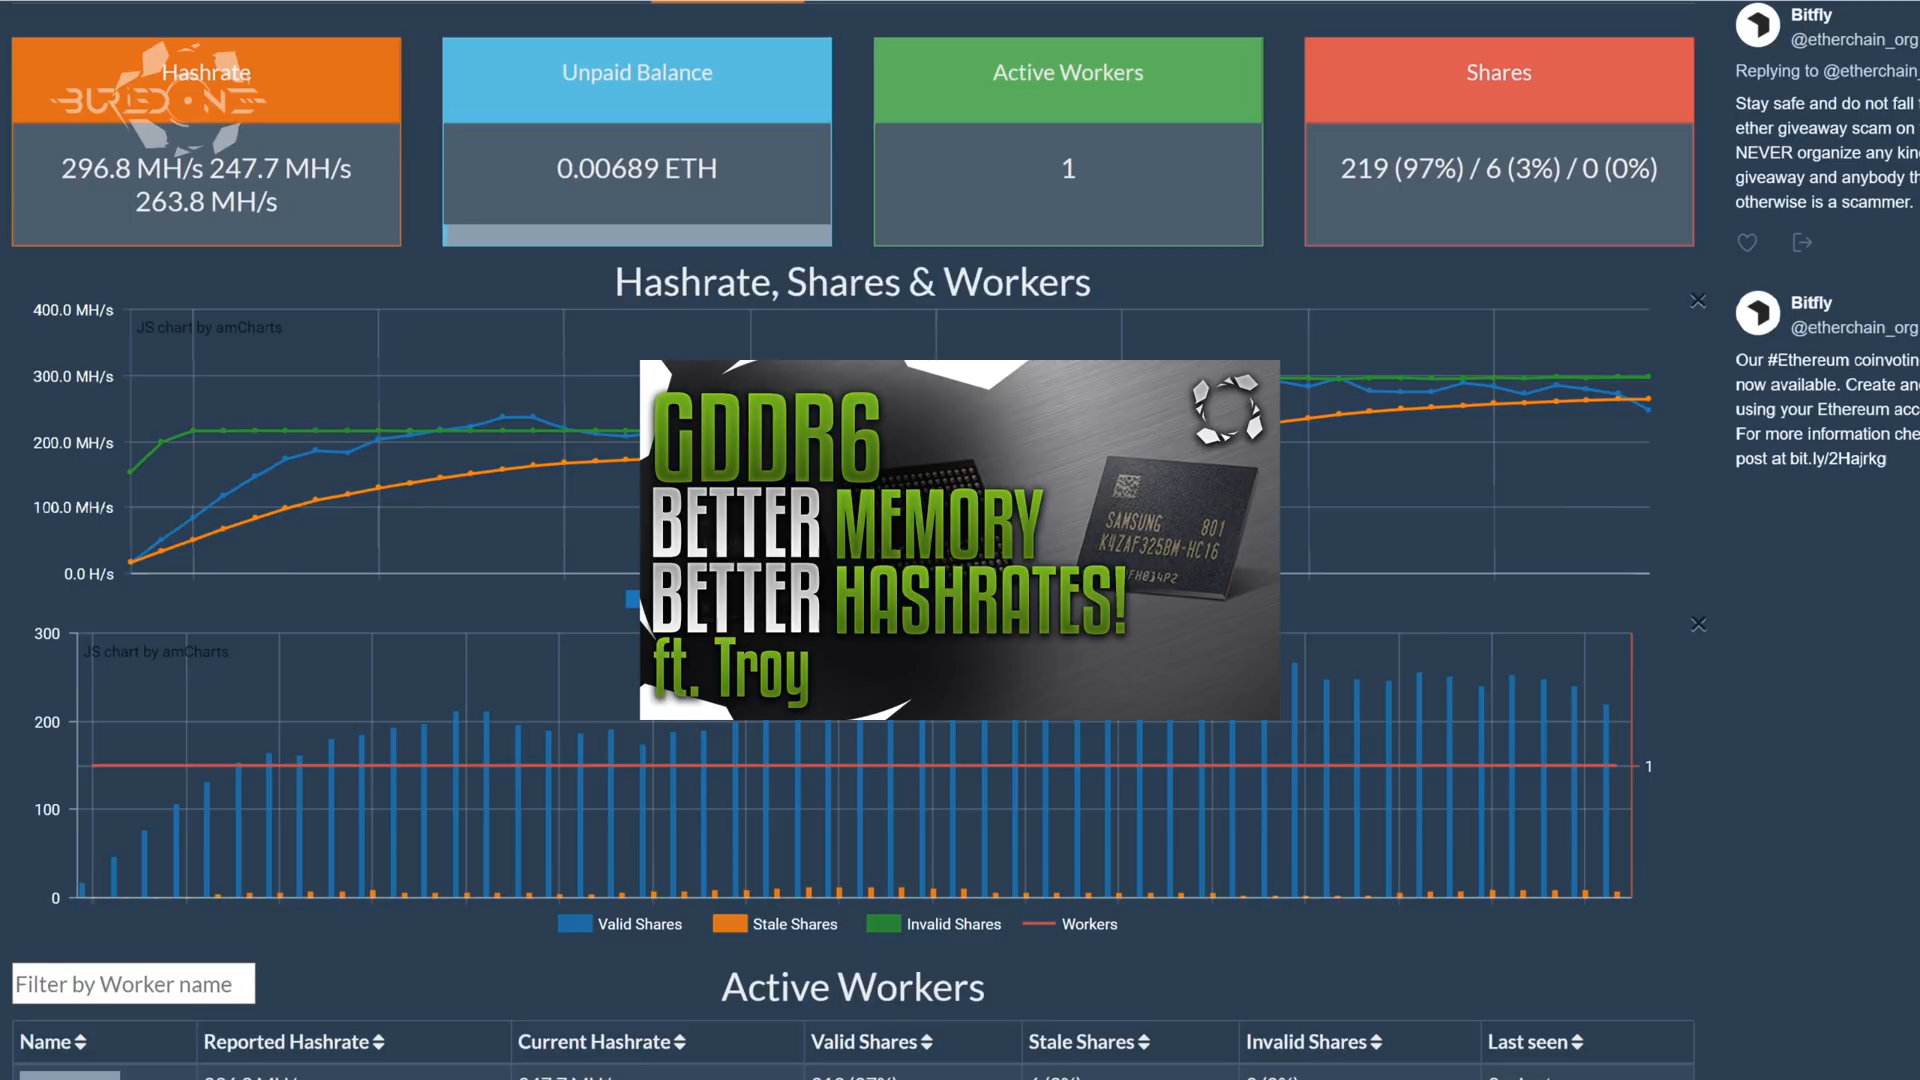 Hashrate
BURIEDONE
296.8 MH/s 247.7 MH/s
263.8 MH/s
Unpaid Balance
0.00689 ETH
Active Workers
1
Shares
219 (97%) / 6 (3%) / 0 (0%)
Bitfly
@etherchain_org
Replying to @etherchain_
Stay safe and do not fall
ether giveaway scam on
NEVER organize any kin
giveaway and anybody th
otherwise is a scammer.
Bitfly
@etherchain_org
Our #Ethereum coinvotin
now available. Create an
using your Ethereum acc
For more information che
post at bit.ly/2Hajrkg
Hashrate, Shares & Workers
400.0 MH/s
JS chart by amCharts
300.0 MH/s
200.0 MH/s
100.0 MH/s
0.0 H/s
GDDR6
BETTER MEMORY
BETTER HASHRATES!
ft. Troy
SAMSUNG 801
K4ZAF325BM-HC16
300
JS chart by amCharts
200
100
0
1
Valid Shares
Stale Shares
Invalid Shares
Workers
Filter by Worker name
Active Workers
Name Reported Hashrate Current Hashrate Valid Shares Stale Shares Invalid Shares Last seen